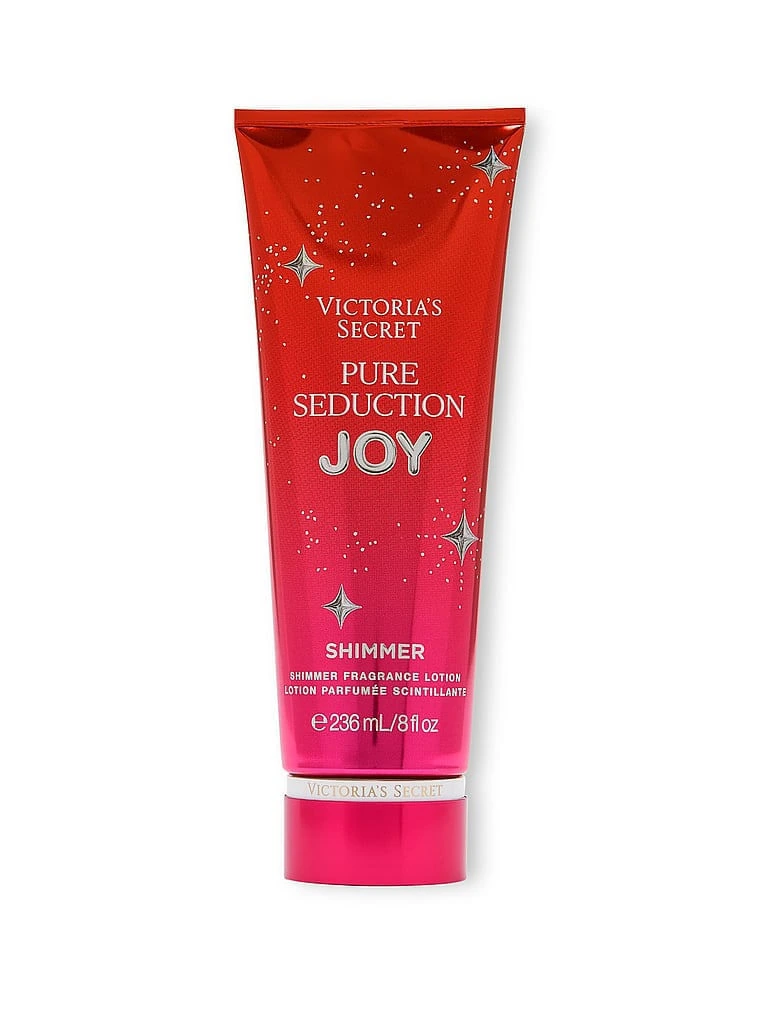 VICTORIA'S
SECRET
PURE
SEDUCTION
JOY
SHIMMER
SHIMMER FRAGRANCE LOTION
LOTION PARFUMÉE SCINTILLANTE
℮ 236 mL/8 fl oz
VICTORIA'S SECRET